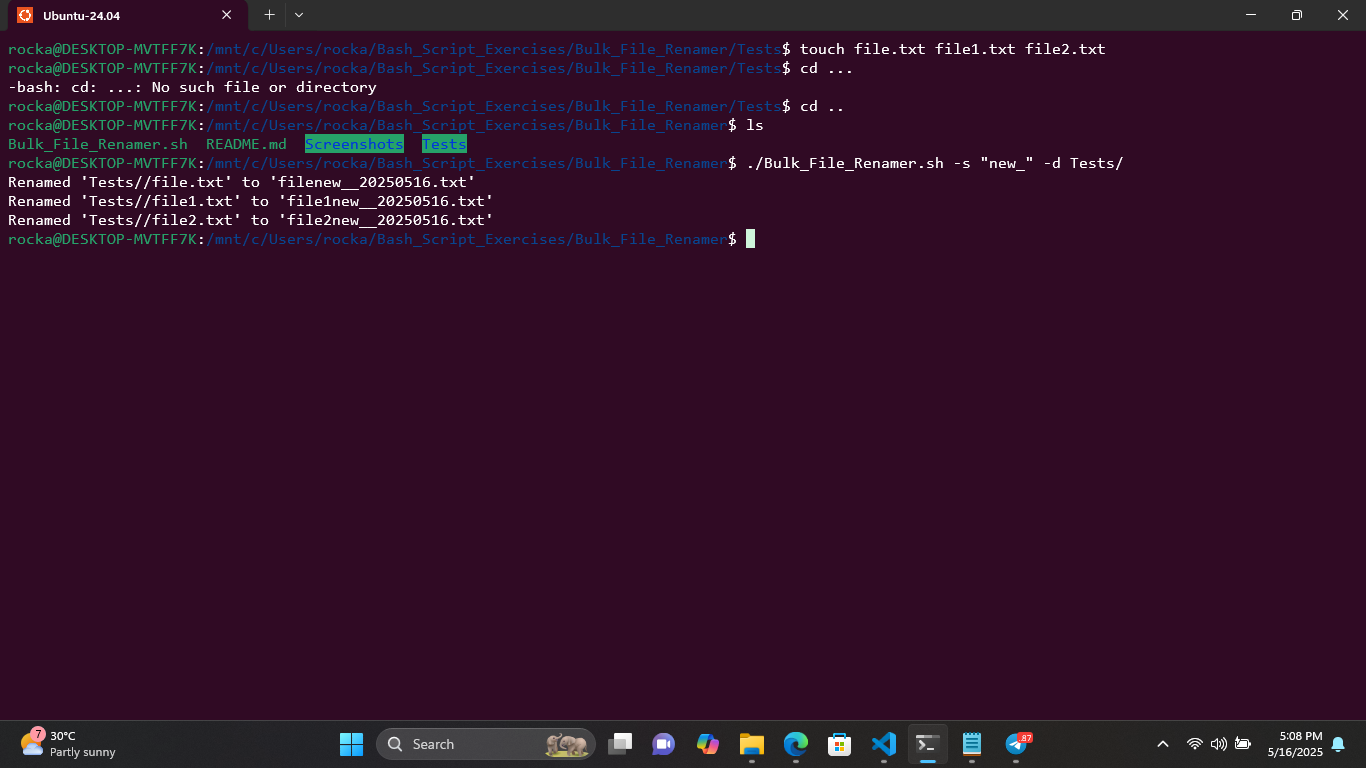 Ubuntu-24.04
rocka@DESKTOP-MVTFF7K:/mnt/c/Users/rocka/Bash_Script_Exercises/Bulk_File_Renamer/Tests$ touch file.txt file1.txt file2.txt
rocka@DESKTOP-MVTFF7K:/mnt/c/Users/rocka/Bash_Script_Exercises/Bulk_File_Renamer/Tests$ cd ...
-bash: cd: ...: No such file or directory
rocka@DESKTOP-MVTFF7K:/mnt/c/Users/rocka/Bash_Script_Exercises/Bulk_File_Renamer/Tests$ cd ..
rocka@DESKTOP-MVTFF7K:/mnt/c/Users/rocka/Bash_Script_Exercises/Bulk_File_Renamer$ ls
Bulk_File_Renamer.sh  README.md  Screenshots  Tests
rocka@DESKTOP-MVTFF7K:/mnt/c/Users/rocka/Bash_Script_Exercises/Bulk_File_Renamer$ ./Bulk_File_Renamer.sh -s "new_" -d Tests/
Renamed 'Tests//file.txt' to 'filenew__20250516.txt'
Renamed 'Tests//file1.txt' to 'file1new__20250516.txt'
Renamed 'Tests//file2.txt' to 'file2new__20250516.txt'
rocka@DESKTOP-MVTFF7K:/mnt/c/Users/rocka/Bash_Script_Exercises/Bulk_File_Renamer$
7
30°C
Partly sunny
Search
87
5:08 PM
5/16/2025